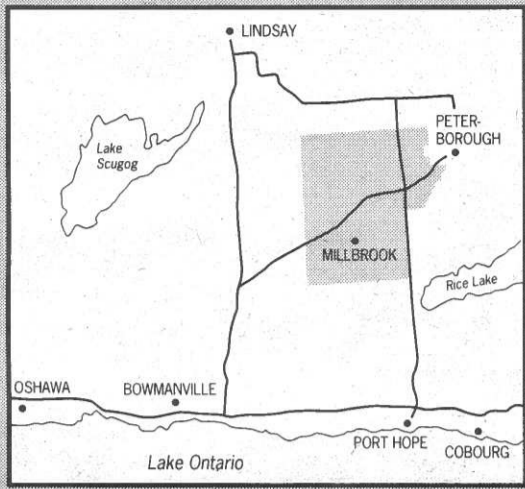 LINDSAY
Lake
Scugog
PETER-
BOROUGH
MILLBROOK
Rice Lake
OSHAWA
BOWMANVILLE
PORT HOPE
COBOURG
Lake Ontario